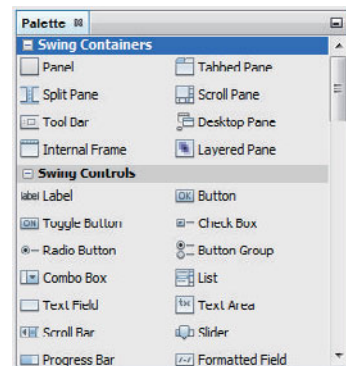 Palette
Swing Containers
Panel Tabbed Pane
Split Pane Scroll Pane
Tool Bar Desktop Pane
Internal Frame Layered Pane
Swing Controls
label Label OK Button
ON Toggle Button Check Box
Radio Button Button Group
Combo Box List
Text Field tx Text Area
Scroll Bar Slider
Progress Bar Formatted Field